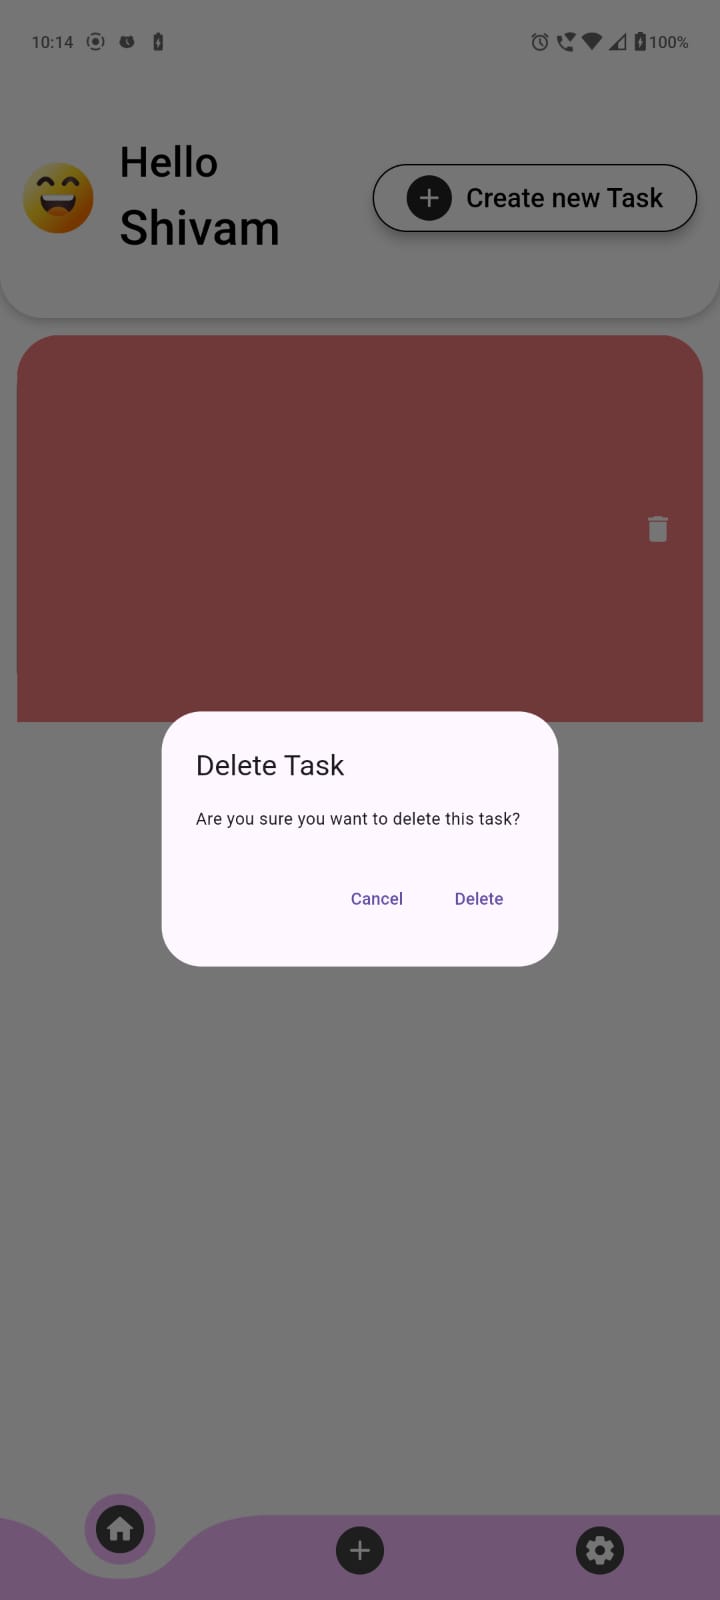 10:14
100%
Hello
Shivam
Create new Task
Delete Task
Are you sure you want to delete this task?
Cancel Delete